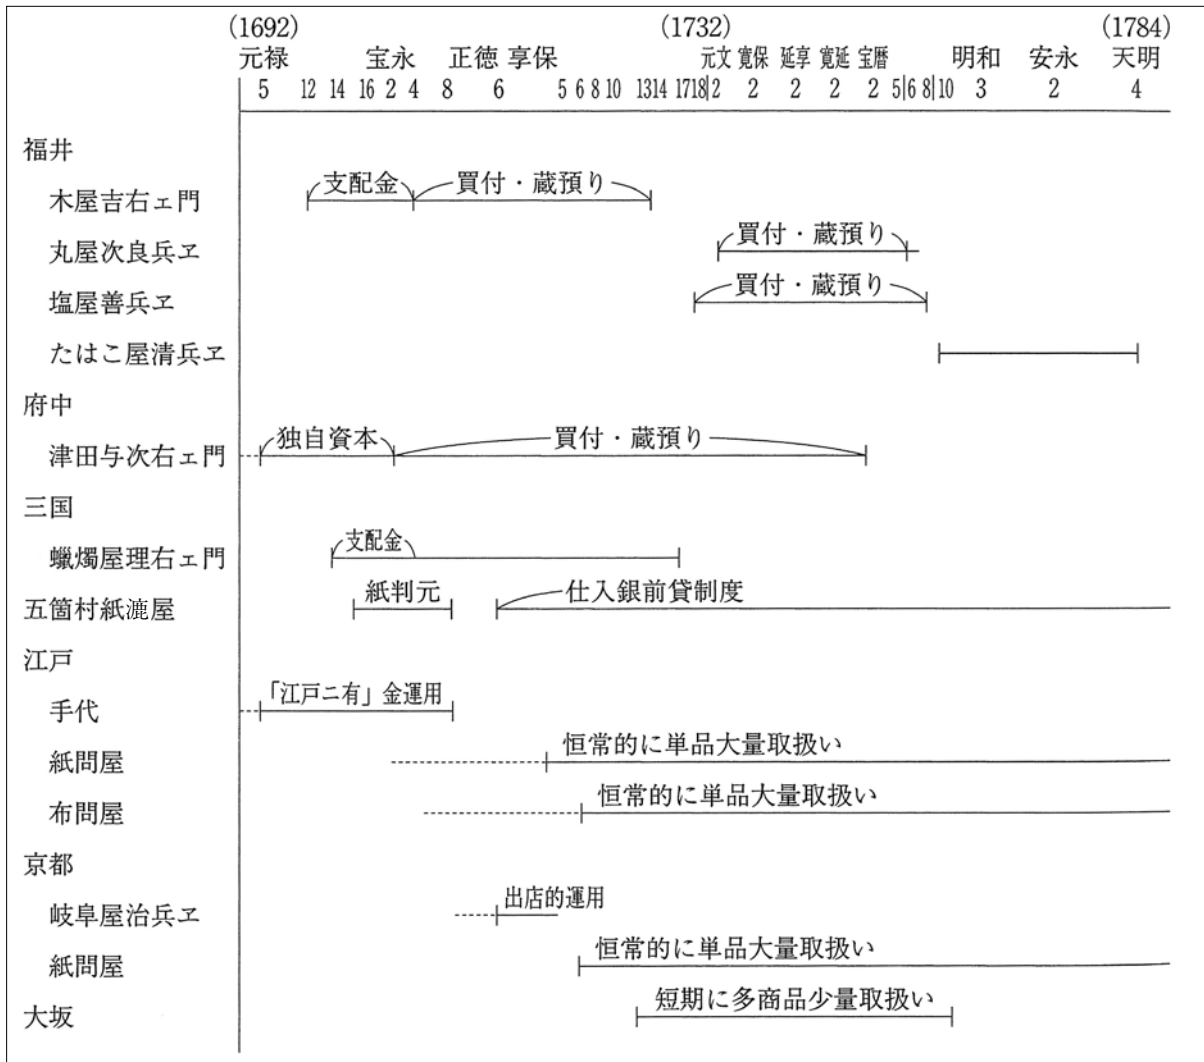 (1692) (1732) (1784)
元禄 宝永 正徳 享保 元文 寛保 延享 寛延 宝暦 明和 安永 天明
5 12 14 16 2 4 8 6 5 6 8 10 13 14 17 18 2 2 2 2 2 5 6 8 10 3 2 4
福井
木屋吉右ェ門 支配金 買付・蔵預り
丸屋次良兵ヱ 買付・蔵預り
塩屋善兵ヱ 買付・蔵預り
たはこ屋清兵ヱ
府中
津田与次右ェ門 独自資本 買付・蔵預り
三国
蠟燭屋理右ェ門 支配金
五箇村紙漉屋 紙判元 仕入銀前貸制度
江戸
手代 「江戸ニ有」金運用
紙問屋 恒常的に単品大量取扱い
布問屋 恒常的に単品大量取扱い
京都
岐阜屋治兵ヱ 出店的運用
紙問屋 恒常的に単品大量取扱い
大坂 短期に多商品少量取扱い